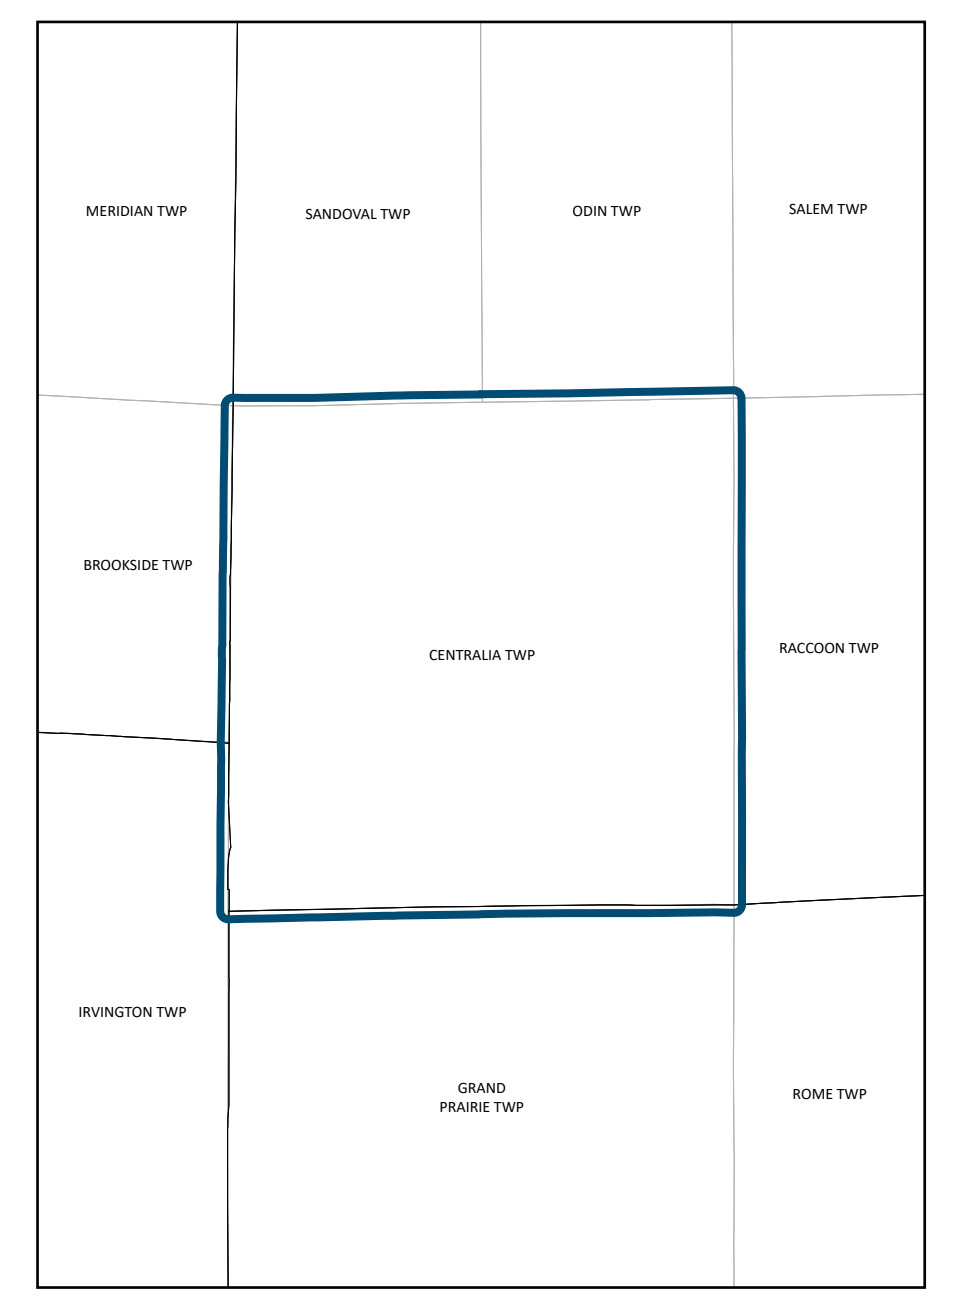 MERIDIAN TWP
SANDOVAL TWP
ODIN TWP
SALEM TWP
BROOKSIDE TWP
CENTRALIA TWP
RACCOON TWP
IRVINGTON TWP
GRAND
PRAIRIE TWP
ROME TWP